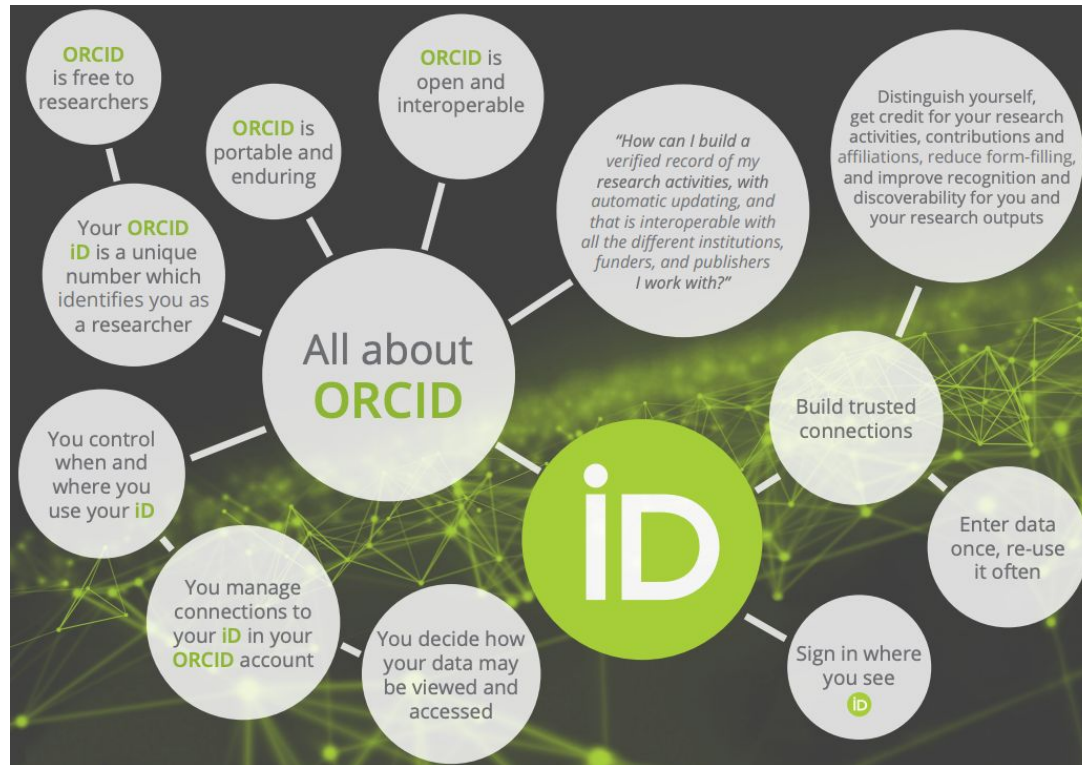 ORCID
is free to
researchers
ORCID is
portable and
enduring
ORCID is
open and
interoperable
“How can I build a
verified record of my
research activities, with
automatic updating, and
that is interoperable with
all the different institutions,
funders, and publishers
I work with?”
Distinguish yourself,
get credit for your research
activities, contributions and
affiliations, reduce form-filling,
and improve recognition and
discoverability for you and
your research outputs
Your ORCID
iD is a unique
number which
identifies you as
a researcher
All about
ORCID
Build trusted
connections
You control
when and
where you
use your iD
iD
Enter data
once, re-use
it often
You manage
connections to
your iD in your
ORCID account
You decide how
your data may
be viewed and
accessed
Sign in where
you see
iD